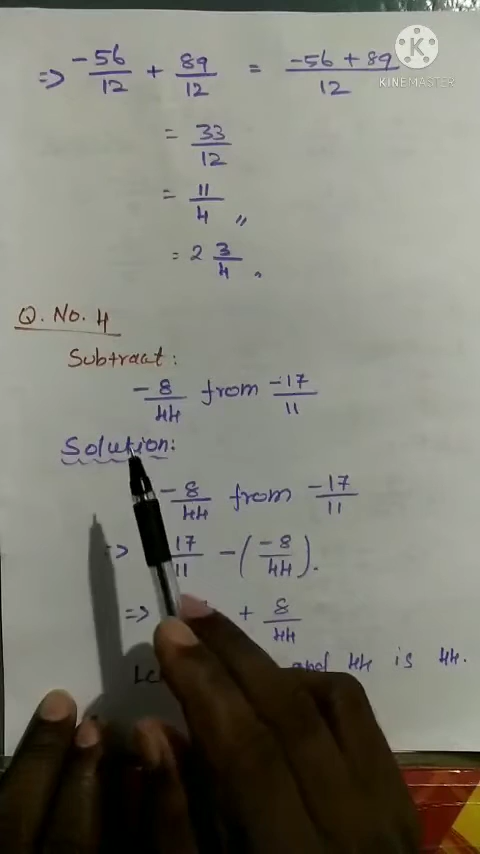 ⇒ -56/12 + 89/12 = -56 + 89/12
KINEMASTER
= 33/12
= 11/4 ,,
= 2 3/4 ,
Q. No. 4
Subtract:
-8/44 from -17/11
Solution:
-8/44 from -17/11
⇒ 17/11 - (-8/44).
⇒ + 8/44
and 44 is 44.